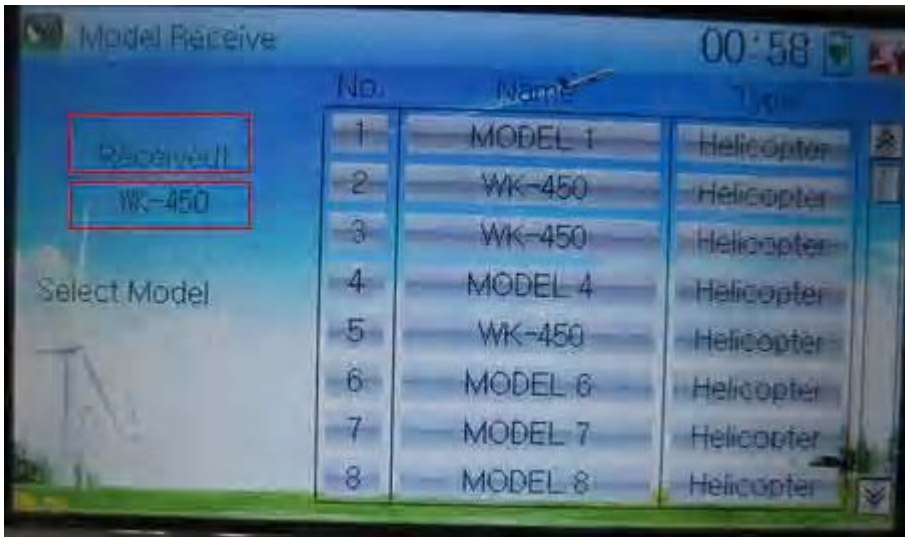 Model Receive 00:58
No. Name Type
Received!
WK-450
Select Model
1 MODEL 1 Helicopter
2 WK-450 Helicopter
3 WK-450 Helicopter
4 MODEL 4 Helicopter
5 WK-450 Helicopter
6 MODEL 6 Helicopter
7 MODEL 7 Helicopter
8 MODEL 8 Helicopter